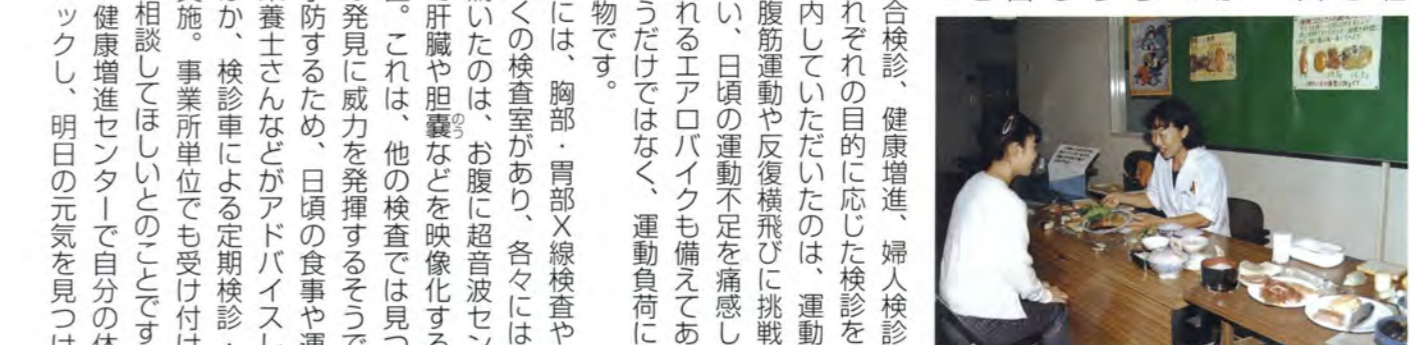 合検診、健康増進、婦人検診
れぞれの目的に応じた検診を
内していただいたのは、運動
腹筋運動や反復横飛びに挑戦
い、日頃の運動不足を痛感し
れるエアロバイクも備えてあ
うだけではなく、運動負荷に
物です。
には、胸部・胃部X線検査や
くの検査室があり、各々には
驚いたのは、お腹に超音波セン
肝臓や胆嚢などを映像化する
のう
。これは、他の検査では見つ
発見に威力を発揮するそうで
防するため、日頃の食事や運
養士さんなどがアドバイスし
か、検診車による定期検診・
施。事業所単位でも受け付け
相談してほしいとのことです
健康増進センターで自分の体
ックし、明日の元気を見つけ